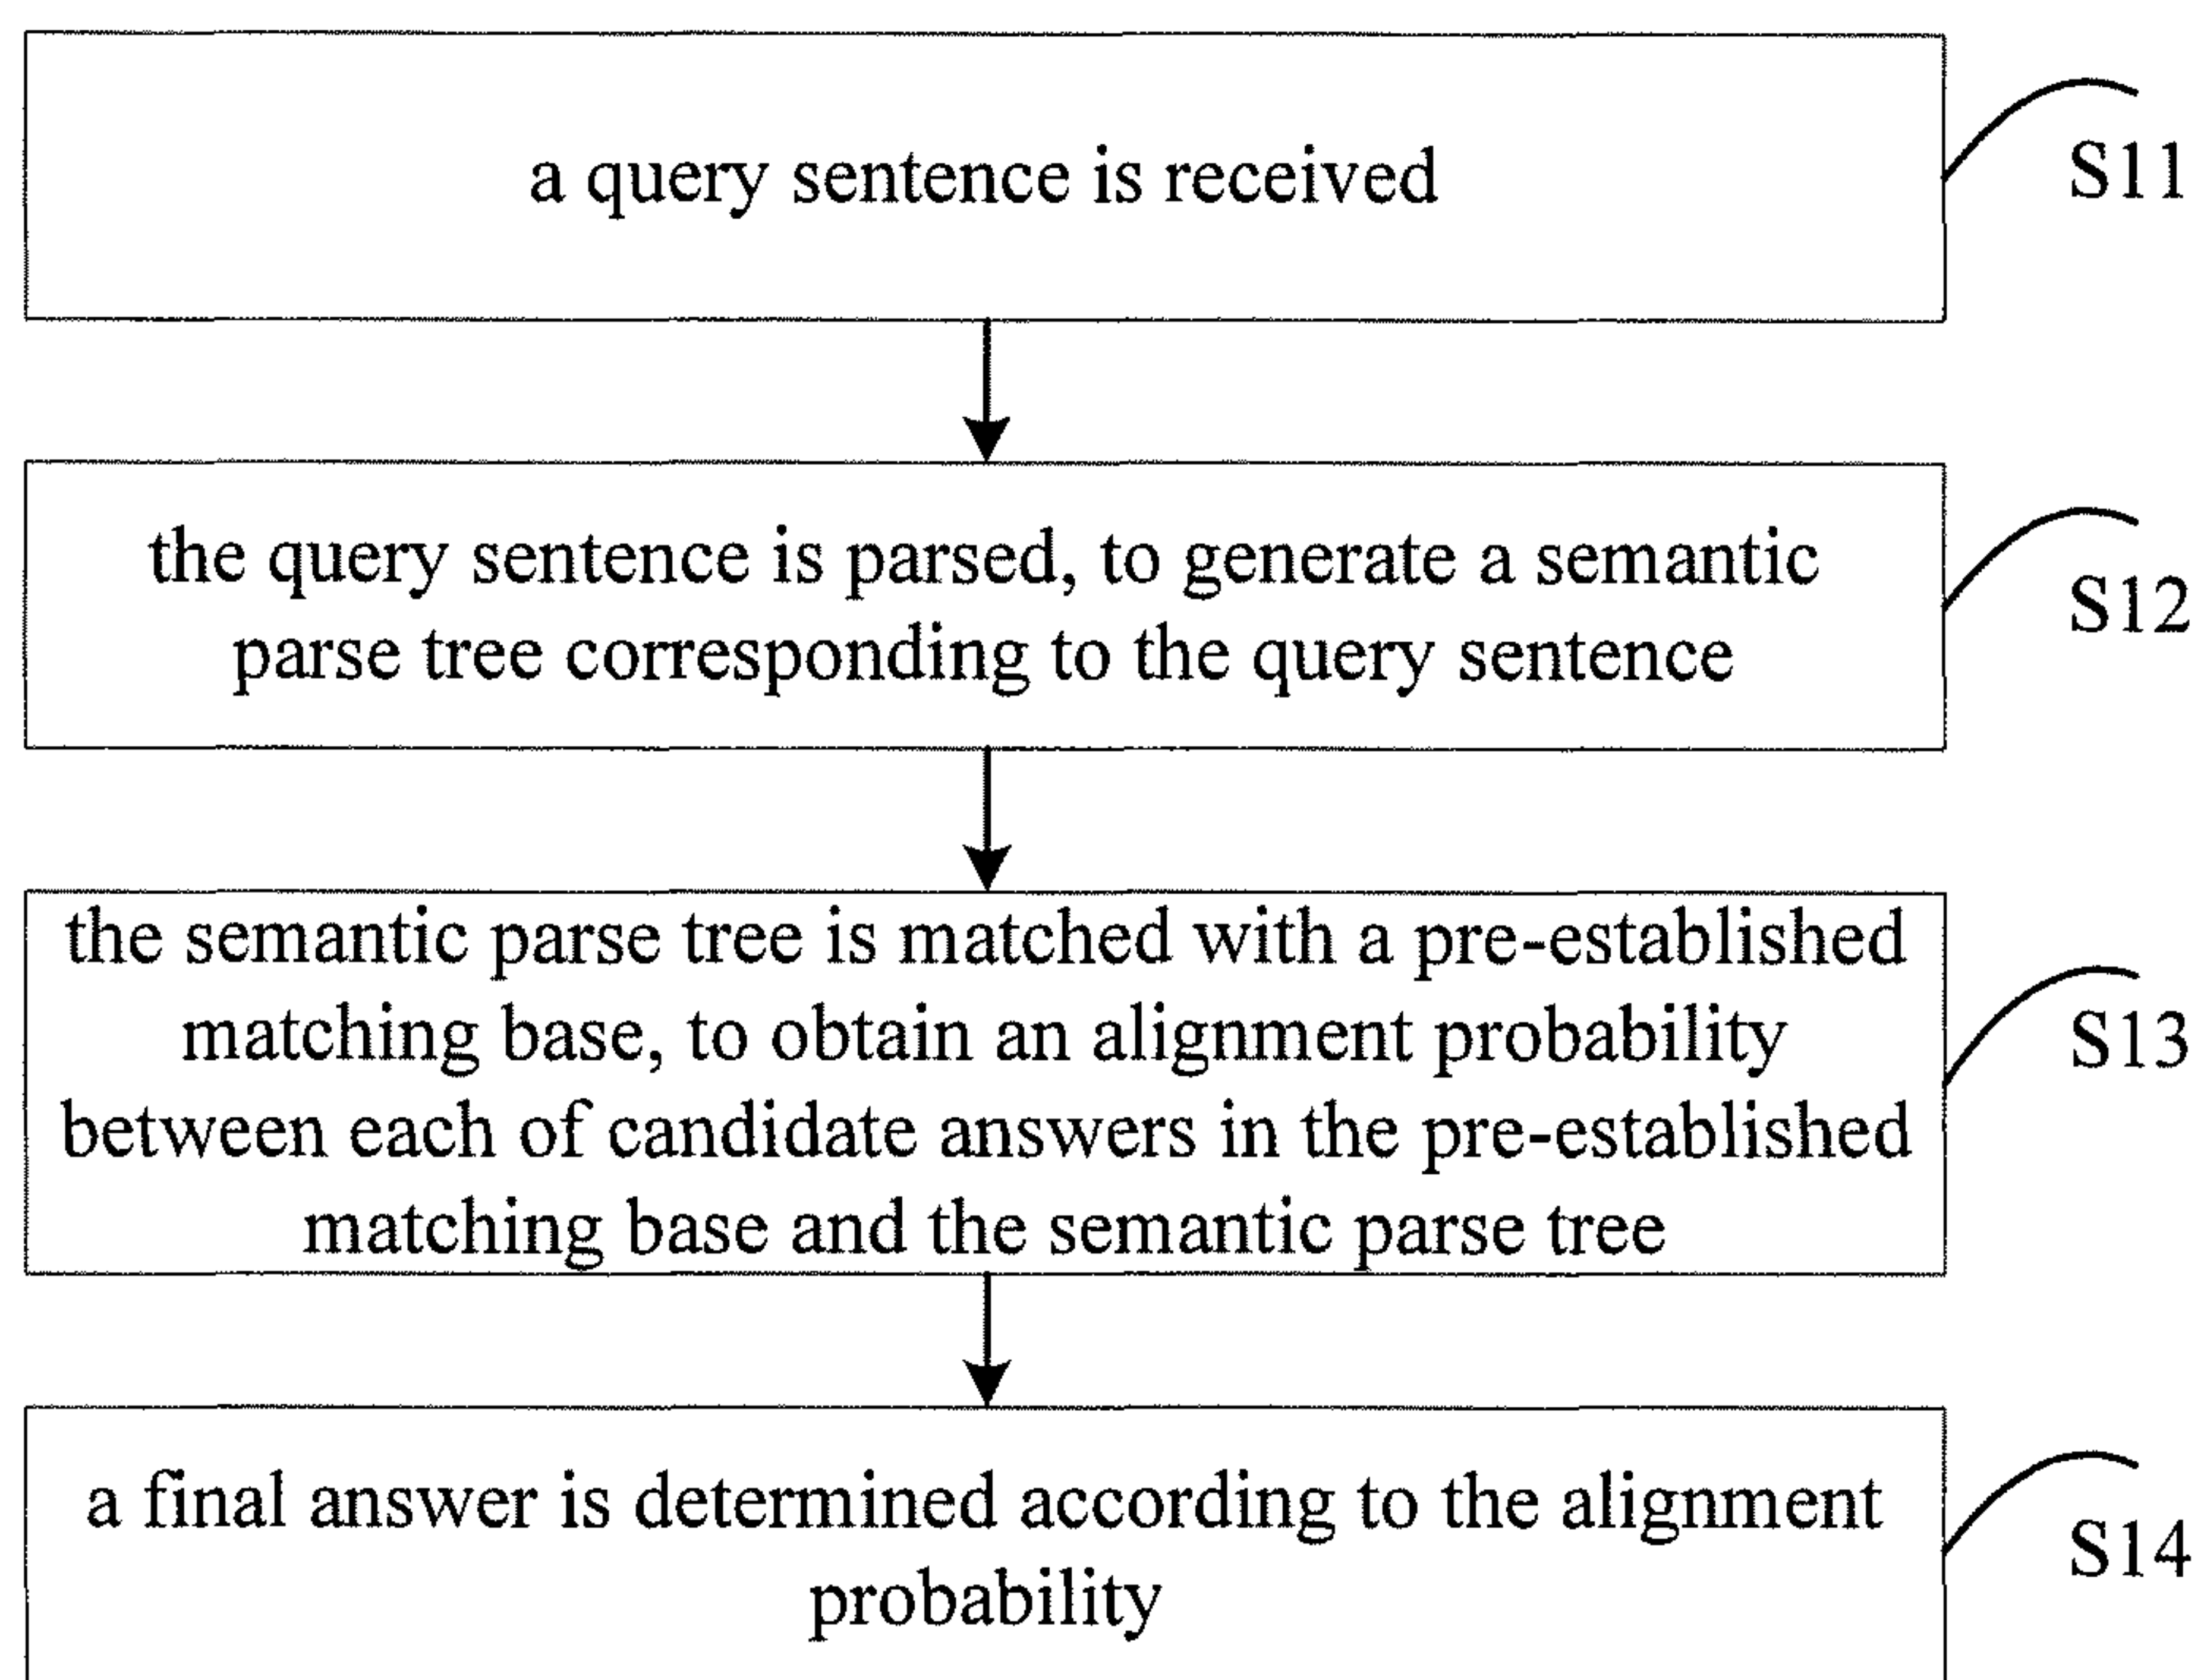 a query sentence is received
S11
the query sentence is parsed, to generate a semantic
parse tree corresponding to the query sentence
S12
the semantic parse tree is matched with a pre-established
matching base, to obtain an alignment probability
between each of candidate answers in the pre-established
matching base and the semantic parse tree
S13
a final answer is determined according to the alignment
probability
S14